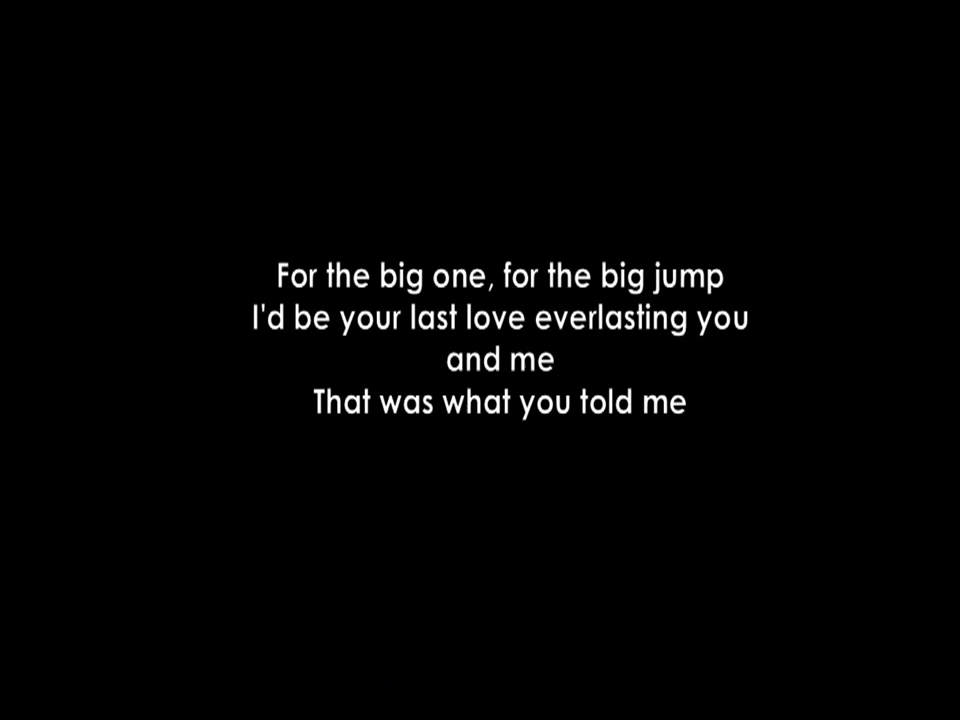 For the big one, for the big jump
I'd be your last love everlasting you
and me
That was what you told me